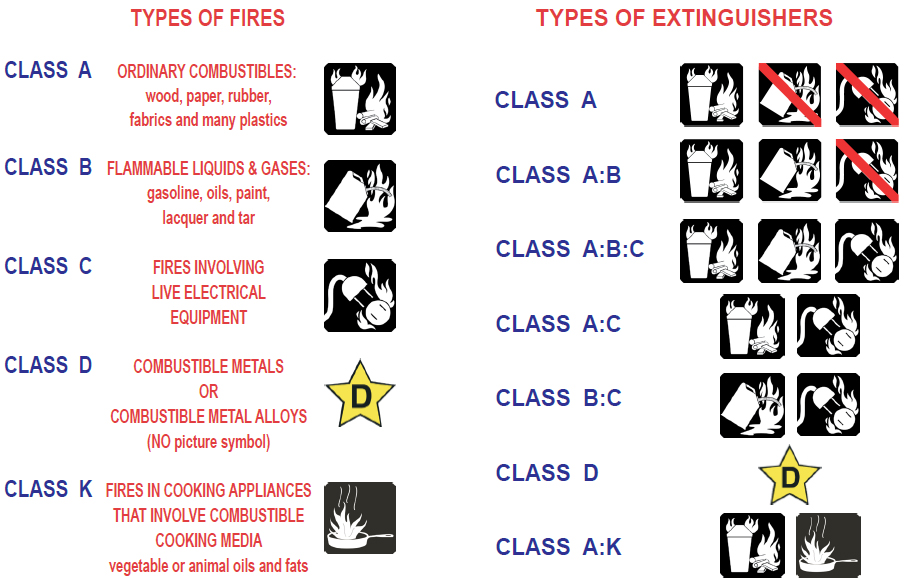 TYPES OF FIRES
CLASS A
ORDINARY COMBUSTIBLES:
wood, paper, rubber,
fabrics and many plastics
CLASS B
FLAMMABLE LIQUIDS & GASES:
gasoline, oils, paint,
lacquer and tar
CLASS C
FIRES INVOLVING
LIVE ELECTRICAL
EQUIPMENT
CLASS D
COMBUSTIBLE METALS
OR
COMBUSTIBLE METAL ALLOYS
(NO picture symbol)
D
CLASS K
FIRES IN COOKING APPLIANCES
THAT INVOLVE COMBUSTIBLE
COOKING MEDIA
vegetable or animal oils and fats
TYPES OF EXTINGUISHERS
CLASS A
CLASS A:B
CLASS A:B:C
CLASS A:C
CLASS B:C
CLASS D
D
CLASS A:K